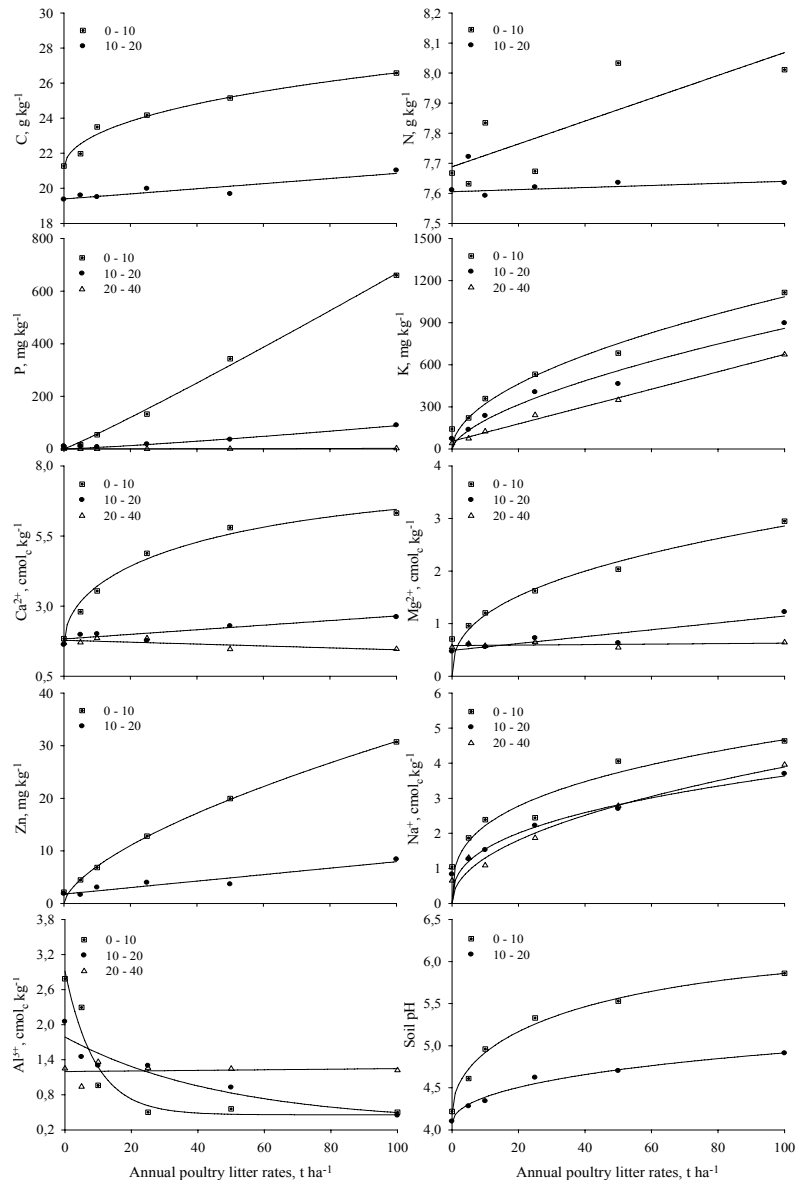 C, g kg⁻¹
30
28
26
24
22
20
18
0 - 10
10 - 20
N, g kg⁻¹
8,2
8,1
8,0
7,9
7,8
7,7
7,6
7,5
0 - 10
10 - 20
P, mg kg⁻¹
800
600
400
200
0
0 - 10
10 - 20
20 - 40
K, mg kg⁻¹
1500
1200
900
600
300
0
0 - 10
10 - 20
20 - 40
Ca²⁺, cmol_c kg⁻¹
8,0
5,5
3,0
0,5
0 - 10
10 - 20
20 - 40
Mg²⁺, cmol_c kg⁻¹
4
3
2
1
0
0 - 10
10 - 20
20 - 40
Zn, mg kg⁻¹
40
30
20
10
0
0 - 10
10 - 20
Na⁺, cmol_c kg⁻¹
6
5
4
3
2
1
0
0 - 10
10 - 20
20 - 40
Al³⁺, cmol_c kg⁻¹
3,8
3,2
2,6
2,0
1,4
0,8
0,2
0 - 10
10 - 20
20 - 40
0 20 40 60 80 100
Annual poultry litter rates, t ha⁻¹
Soil pH
6,5
6,0
5,5
5,0
4,5
4,0
0 - 10
10 - 20
0 20 40 60 80 100
Annual poultry litter rates, t ha⁻¹